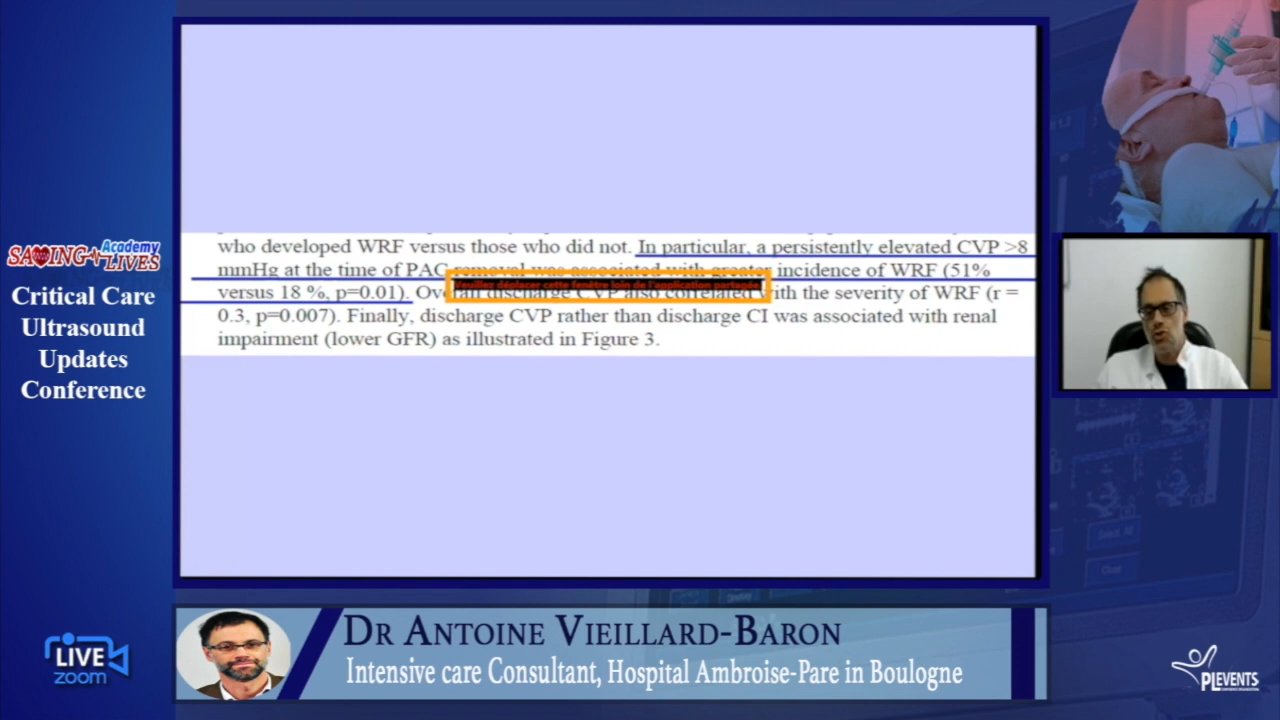 SAVING Academy
LIVES
Critical Care
Ultrasound
Updates
Conference
who developed WRF versus those who did not. In particular, a persistently elevated CVP >8
mmHg at the time of PAC removal was associated with greater incidence of WRF (51%
Veuillez déplacer cette fenêtre loin de l'application partagée
versus 18 %, p=0.01). Overall discharge CVP also correlated with the severity of WRF (r =
0.3, p=0.007). Finally, discharge CVP rather than discharge CI was associated with renal
impairment (lower GFR) as illustrated in Figure 3.
LIVE
zoom
DR ANTOINE VIEILLARD-BARON
Intensive care Consultant, Hospital Ambroise-Pare in Boulogne
PLEVENTS